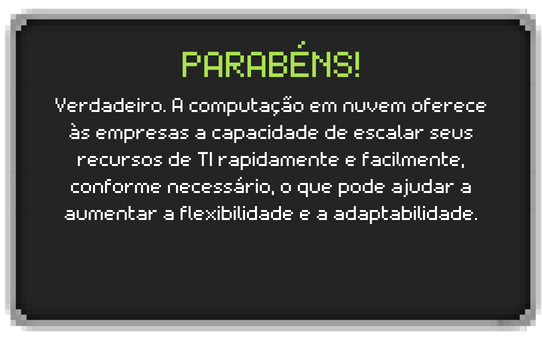 PARABÉNS!
Verdadeiro. A computação em nuvem oferece
às empresas a capacidade de escalar seus
recursos de TI rapidamente e facilmente,
conforme necessário, o que pode ajudar a
aumentar a flexibilidade e a adaptabilidade.